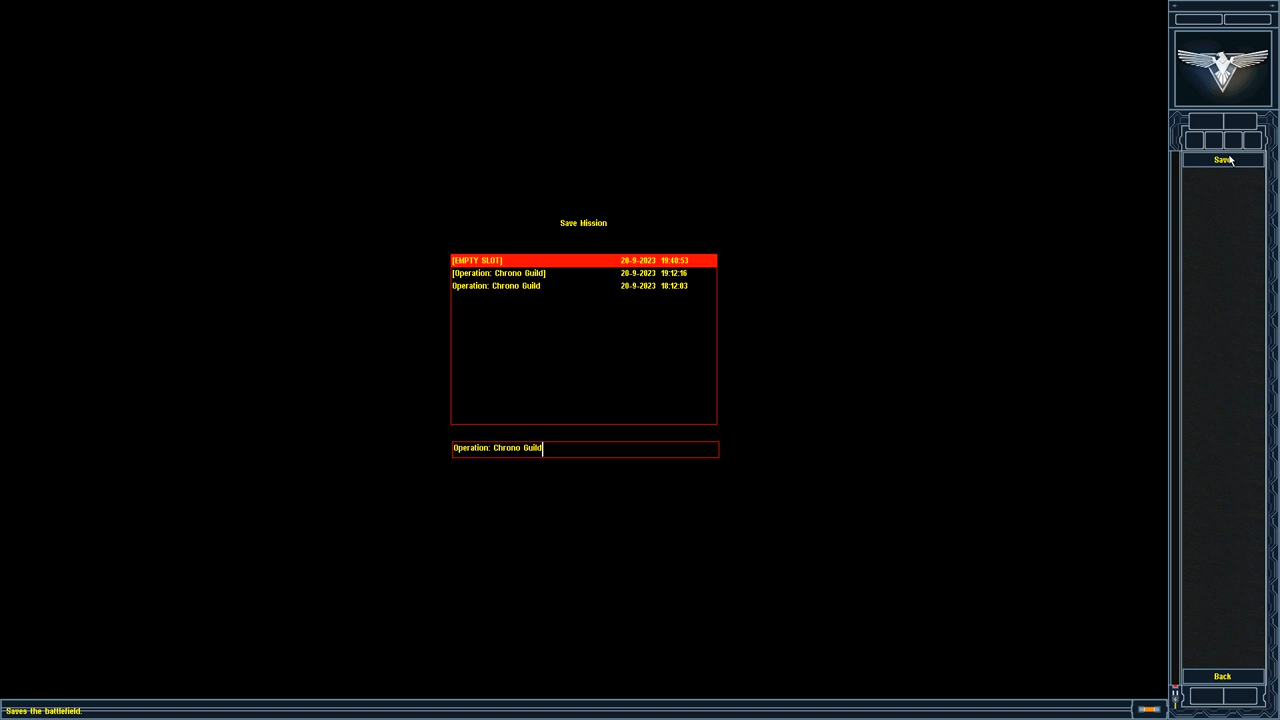 Save
Save Mission
[EMPTY SLOT] 20-9-2023 19:40:53
[Operation: Chrono Guild] 20-9-2023 19:12:16
Operation: Chrono Guild 20-9-2023 18:12:03
Operation: Chrono Guild
Back
Saves the battlefield.